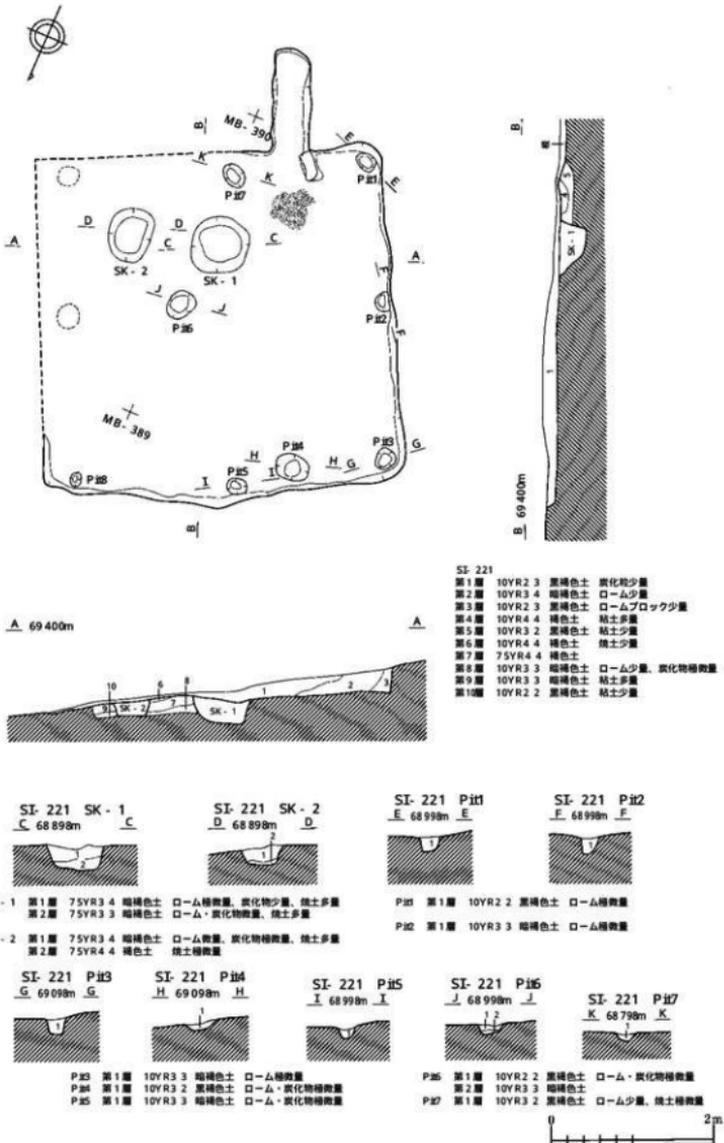 MB-390
B
E
K
K
Pit7
Pit1
E
D
D
A
C
C
A
SK-2
SK-1
F
J
J
Pit2
Pit6
F
MB-389
Pit8
I
Pit5
H
I
Pit4
H
G
Pit3
G
B
B
5
4
SK-1
1
B 69 400m
SI-221
第1層 10YR2 3 黒褐色土 炭化粒少量
第2層 10YR3 4 暗褐色土 ローム少量
第3層 10YR2 3 黒褐色土 ロームブロック少量
第4層 10YR4 4 褐色土 粘土多量
第5層 10YR3 2 黒褐色土 粘土少量
第6層 10YR4 4 褐色土 焼土少量
第7層 75YR4 4 褐色土
第8層 10YR3 3 暗褐色土 ローム少量、炭化物極微量
第9層 10YR3 3 暗褐色土 粘土多量
第10層 10YR2 2 黒褐色土 粘土少量
A 69 400m A
10 6 8
9 SK-2 7 SK-1 1 2 3
SI-221 SK-1
C 68 898m C
1
2
SI-221 SK-2
D 68 898m D
2
1
SI-221 Pit1
E 68 998m E
1
SI-221 Pit2
F 68 998m F
1
-1 第1層 75YR3 4 暗褐色土 ローム極微量、炭化物少量、焼土多量
第2層 75YR3 3 暗褐色土 ローム・炭化物微量、焼土多量
-2 第1層 75YR3 4 暗褐色土 ローム微量、炭化物極微量、焼土多量
第2層 75YR4 4 褐色土 焼土極微量
Pit1 第1層 10YR2 2 黒褐色土 ローム極微量
Pit2 第1層 10YR3 3 暗褐色土 ローム極微量
SI-221 Pit3
G 69 098m G
1
SI-221 Pit4
H 69 098m H
1
SI-221 Pit5
I 68 998m I
1
SI-221 Pit6
J 68 998m J
1 2
SI-221 Pit7
K 68 798m K
1
Pit3 第1層 10YR3 3 暗褐色土 ローム極微量
Pit4 第1層 10YR3 2 黒褐色土 ローム・炭化物極微量
Pit5 第1層 10YR3 3 暗褐色土 ローム・炭化物極微量
Pit6 第1層 10YR2 2 黒褐色土 ローム・炭化物極微量
第2層 10YR3 3 暗褐色土
Pit7 第1層 10YR3 2 黒褐色土 ローム少量、焼土極微量
0 2m